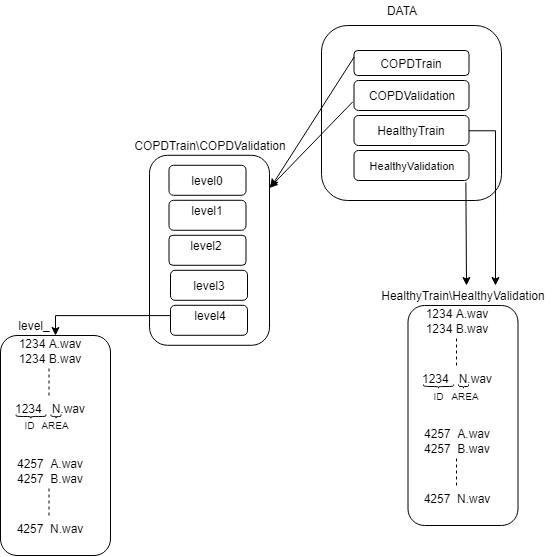 DATA
COPDTrain
COPDValidation
HealthyTrain
HealthyValidation
COPDTrain\COPDValidation
level0
level1
level2
level3
level4
level_
1234 A.wav
1234 B.wav
1234 N.wav
ID AREA
4257 A.wav
4257 B.wav
4257 N.wav
HealthyTrain\HealthyValidation
1234 A.wav
1234 B.wav
1234 N.wav
ID AREA
4257 A.wav
4257 B.wav
4257 N.wav